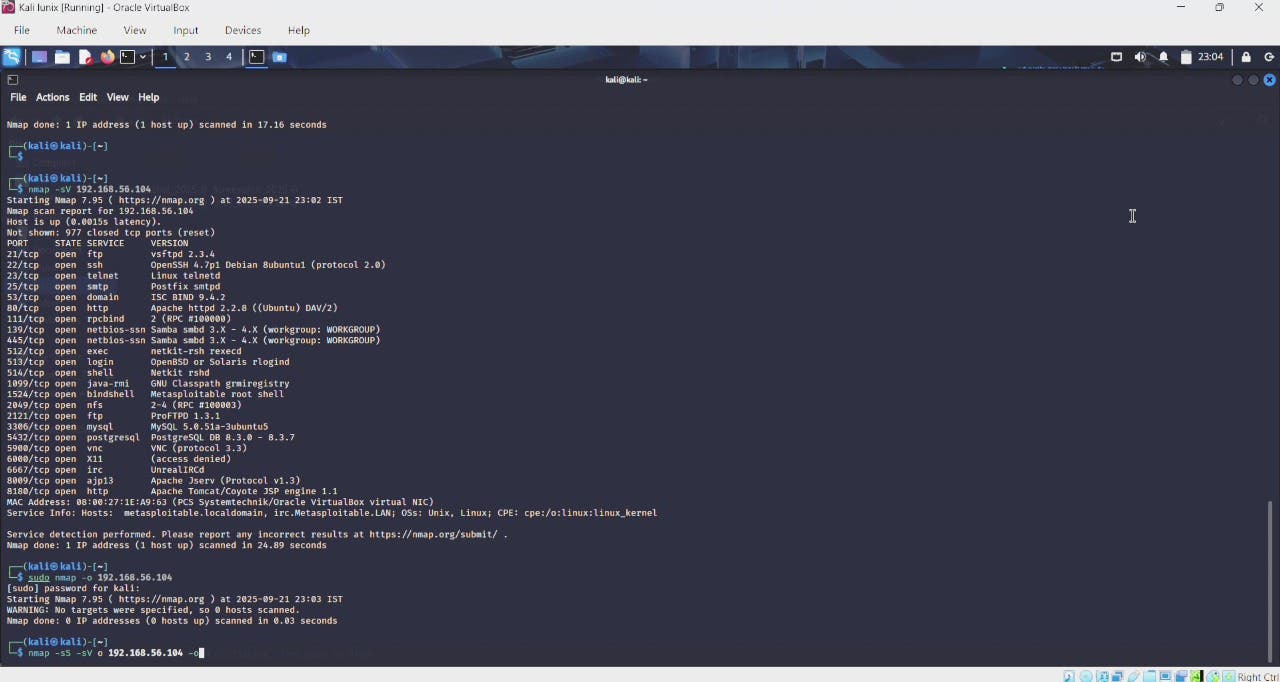 Kali lunix [Running] - Oracle VirtualBox
File Machine View Input Devices Help
1 2 3 4 23:04
kali@kali: ~
File Actions Edit View Help
Nmap done: 1 IP address (1 host up) scanned in 17.16 seconds
┌──(kali㉿kali)-[~]
└─$
┌──(kali㉿kali)-[~]
└─$ nmap -sV 192.168.56.104
Starting Nmap 7.95 ( https://nmap.org ) at 2025-09-21 23:02 IST
Nmap scan report for 192.168.56.104
Host is up (0.0015s latency).
Not shown: 977 closed tcp ports (reset)
PORT STATE SERVICE VERSION
21/tcp open ftp vsftpd 2.3.4
22/tcp open ssh OpenSSH 4.7p1 Debian 8ubuntu1 (protocol 2.0)
23/tcp open telnet Linux telnetd
25/tcp open smtp Postfix smtpd
53/tcp open domain ISC BIND 9.4.2
80/tcp open http Apache httpd 2.2.8 ((Ubuntu) DAV/2)
111/tcp open rpcbind 2 (RPC #100000)
139/tcp open netbios-ssn Samba smbd 3.X - 4.X (workgroup: WORKGROUP)
445/tcp open netbios-ssn Samba smbd 3.X - 4.X (workgroup: WORKGROUP)
512/tcp open exec netkit-rsh rexecd
513/tcp open login OpenBSD or Solaris rlogind
514/tcp open shell Netkit rshd
1099/tcp open java-rmi GNU Classpath grmiregistry
1524/tcp open bindshell Metasploitable root shell
2049/tcp open nfs 2-4 (RPC #100003)
2121/tcp open ftp ProFTPD 1.3.1
3306/tcp open mysql MySQL 5.0.51a-3ubuntu5
5432/tcp open postgresql PostgreSQL DB 8.3.0 - 8.3.7
5900/tcp open vnc VNC (protocol 3.3)
6000/tcp open X11 (access denied)
6667/tcp open irc UnrealIRCd
8009/tcp open ajp13 Apache Jserv (Protocol v1.3)
8180/tcp open http Apache Tomcat/Coyote JSP engine 1.1
MAC Address: 08:00:27:1E:A9:63 (PCS Systemtechnik/Oracle VirtualBox virtual NIC)
Service Info: Hosts: metasploitable.localdomain, irc.Metasploitable.LAN; OSs: Unix, Linux; CPE: cpe:/o:linux:linux_kernel
Service detection performed. Please report any incorrect results at https://nmap.org/submit/ .
Nmap done: 1 IP address (1 host up) scanned in 24.89 seconds
┌──(kali㉿kali)-[~]
└─$ sudo nmap -o 192.168.56.104
[sudo] password for kali:
Starting Nmap 7.95 ( https://nmap.org ) at 2025-09-21 23:03 IST
WARNING: No targets were specified, so 0 hosts scanned.
Nmap done: 0 IP addresses (0 hosts up) scanned in 0.03 seconds
┌──(kali㉿kali)-[~]
└─$ nmap -sS -sV o 192.168.56.104 -o
Right Ctrl